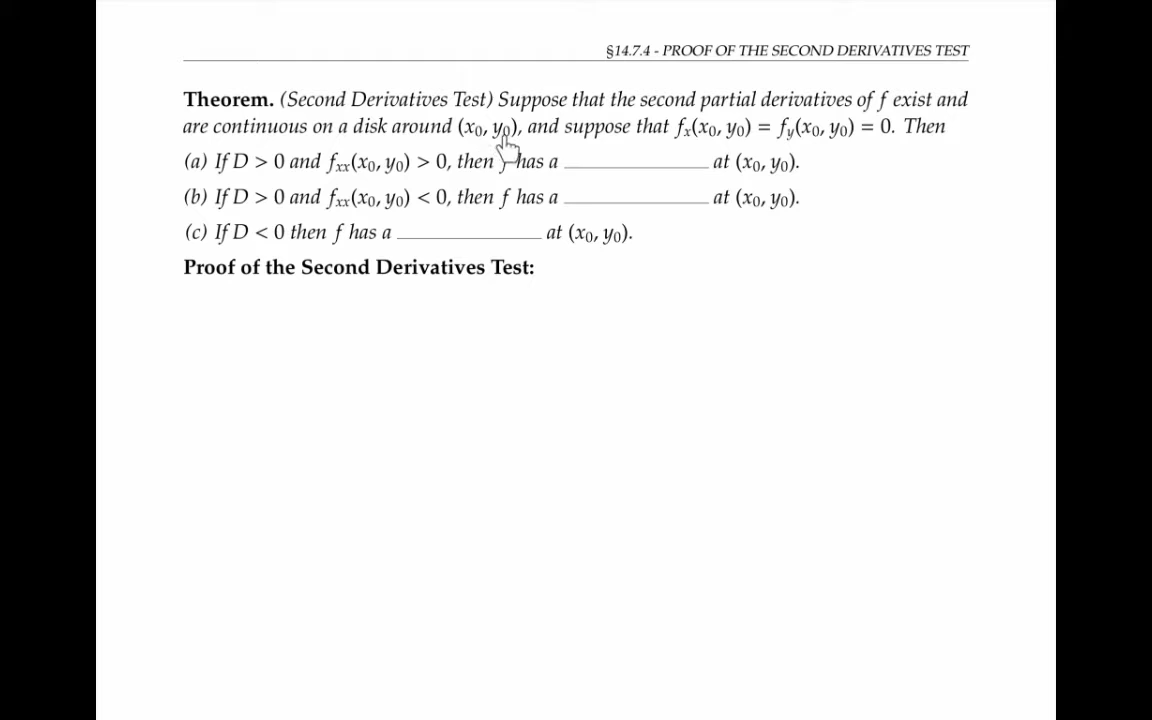 §14.7.4 - PROOF OF THE SECOND DERIVATIVES TEST
Theorem. (Second Derivatives Test) Suppose that the second partial derivatives of f exist and
are continuous on a disk around (x₀, y₀), and suppose that fₓ(x₀, y₀) = f_y(x₀, y₀) = 0. Then
(a) If D > 0 and fₓₓ(x₀, y₀) > 0, then f has a ______________ at (x₀, y₀).
(b) If D > 0 and fₓₓ(x₀, y₀) < 0, then f has a ______________ at (x₀, y₀).
(c) If D < 0 then f has a ______________ at (x₀, y₀).
Proof of the Second Derivatives Test: